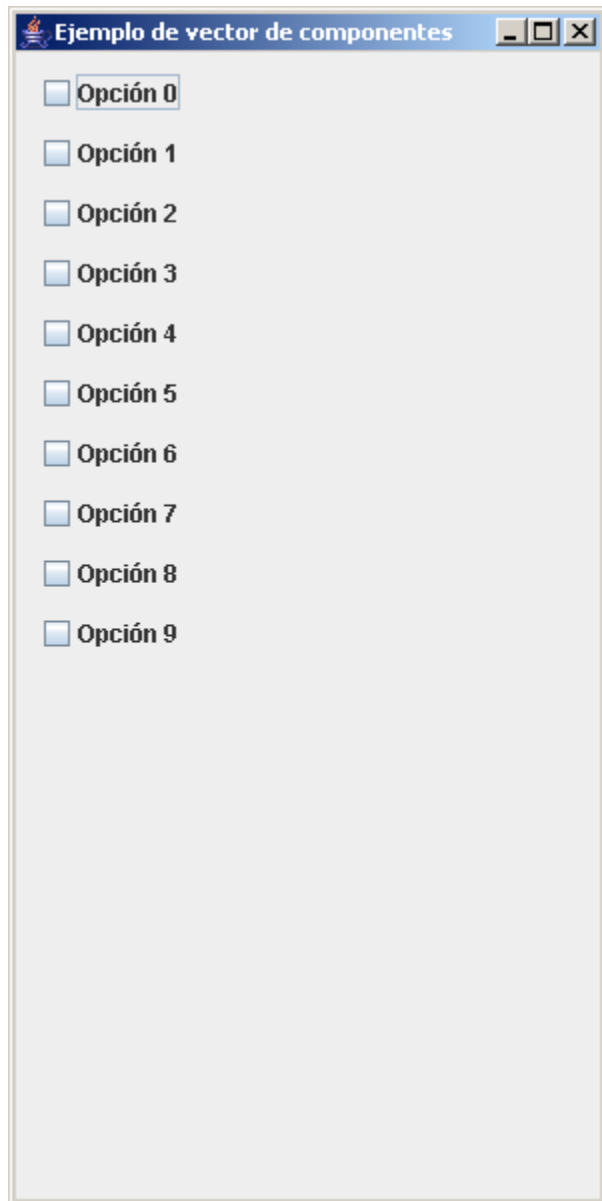 Ejemplo de vector de componentes
Opción 0
Opción 1
Opción 2
Opción 3
Opción 4
Opción 5
Opción 6
Opción 7
Opción 8
Opción 9